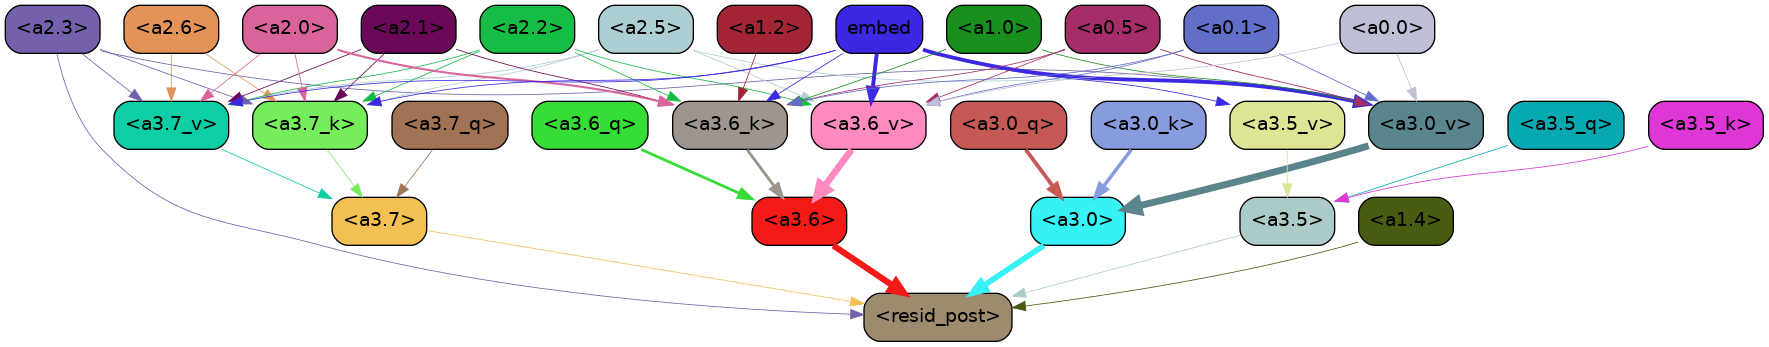 <a2.3> <a2.6> <a2.0> <a2.1> <a2.2> <a2.5> <a1.2> embed <a1.0> <a0.5> <a0.1> <a0.0>
<a3.7_v> <a3.7_k> <a3.7_q> <a3.6_q> <a3.6_k> <a3.6_v> <a3.0_q> <a3.0_k> <a3.5_v> <a3.0_v> <a3.5_q> <a3.5_k>
<a3.7> <a3.6> <a3.0> <a3.5> <a1.4>
<resid_post>